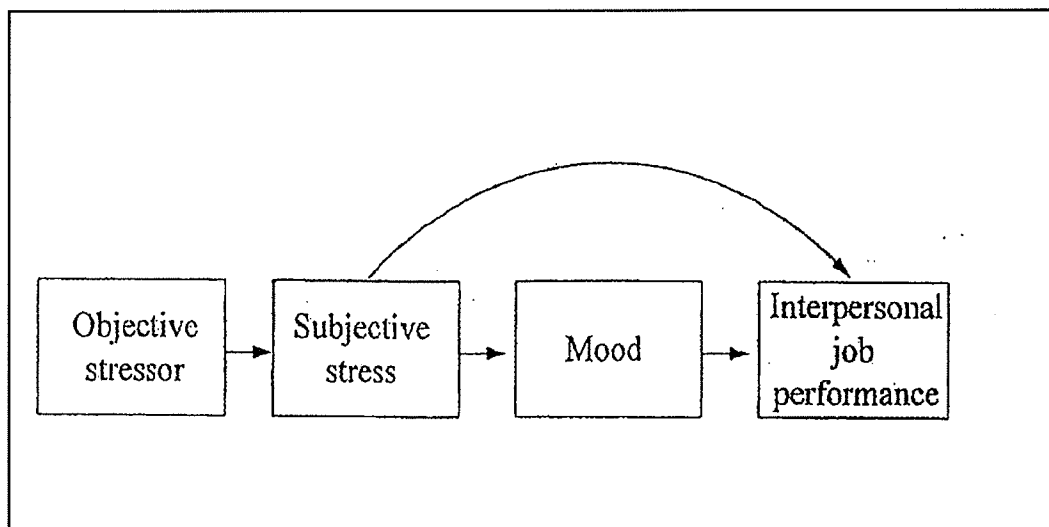 Objective
stressor
Subjective
stress
Mood
Interpersonal
job
performance